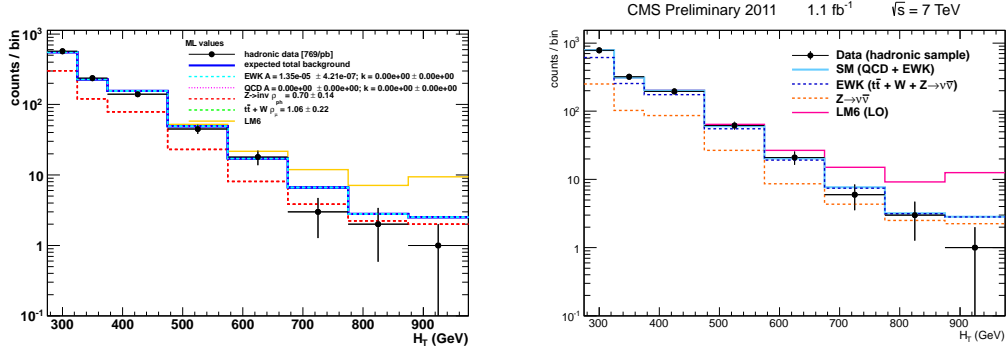 CMS Preliminary 2011 1.1 fb⁻¹ √s = 7 TeV
counts / bin
10³
10²
10
1
10⁻¹
ML values
hadronic data [769/pb]
expected total background
EWK A = 1.35e-05 ± 4.21e-07; k = 0.00e+00 ± 0.00e+00
QCD A = 0.00e+00 ± 0.00e+00; k = 0.00e+00 ± 0.00e+00
Z->inv ρ_ph = 0.70 ± 0.14
tt̄ + W ρ_μ = 1.06 ± 0.22
LM6
300 400 500 600 700 800 900
H_T (GeV)
counts / bin
10³
10²
10
1
10⁻¹
Data (hadronic sample)
SM (QCD + EWK)
EWK (tt̄ + W + Z→νν̄)
Z→νν̄
LM6 (LO)
300 400 500 600 700 800 900
H_T (GeV)